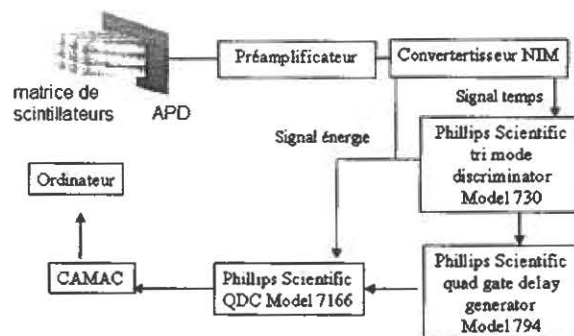 Préamplificateur
Convertertisseur NIM
matrice de
scintillateurs
APD
Signal temps
Signal énergie
Phillips Scientific
tri mode
discriminator
Model 730
Ordinateur
CAMAC
Phillips Scientific
QDC Model 7166
Phillips Scientific
quad gate delay
generator
Model 794